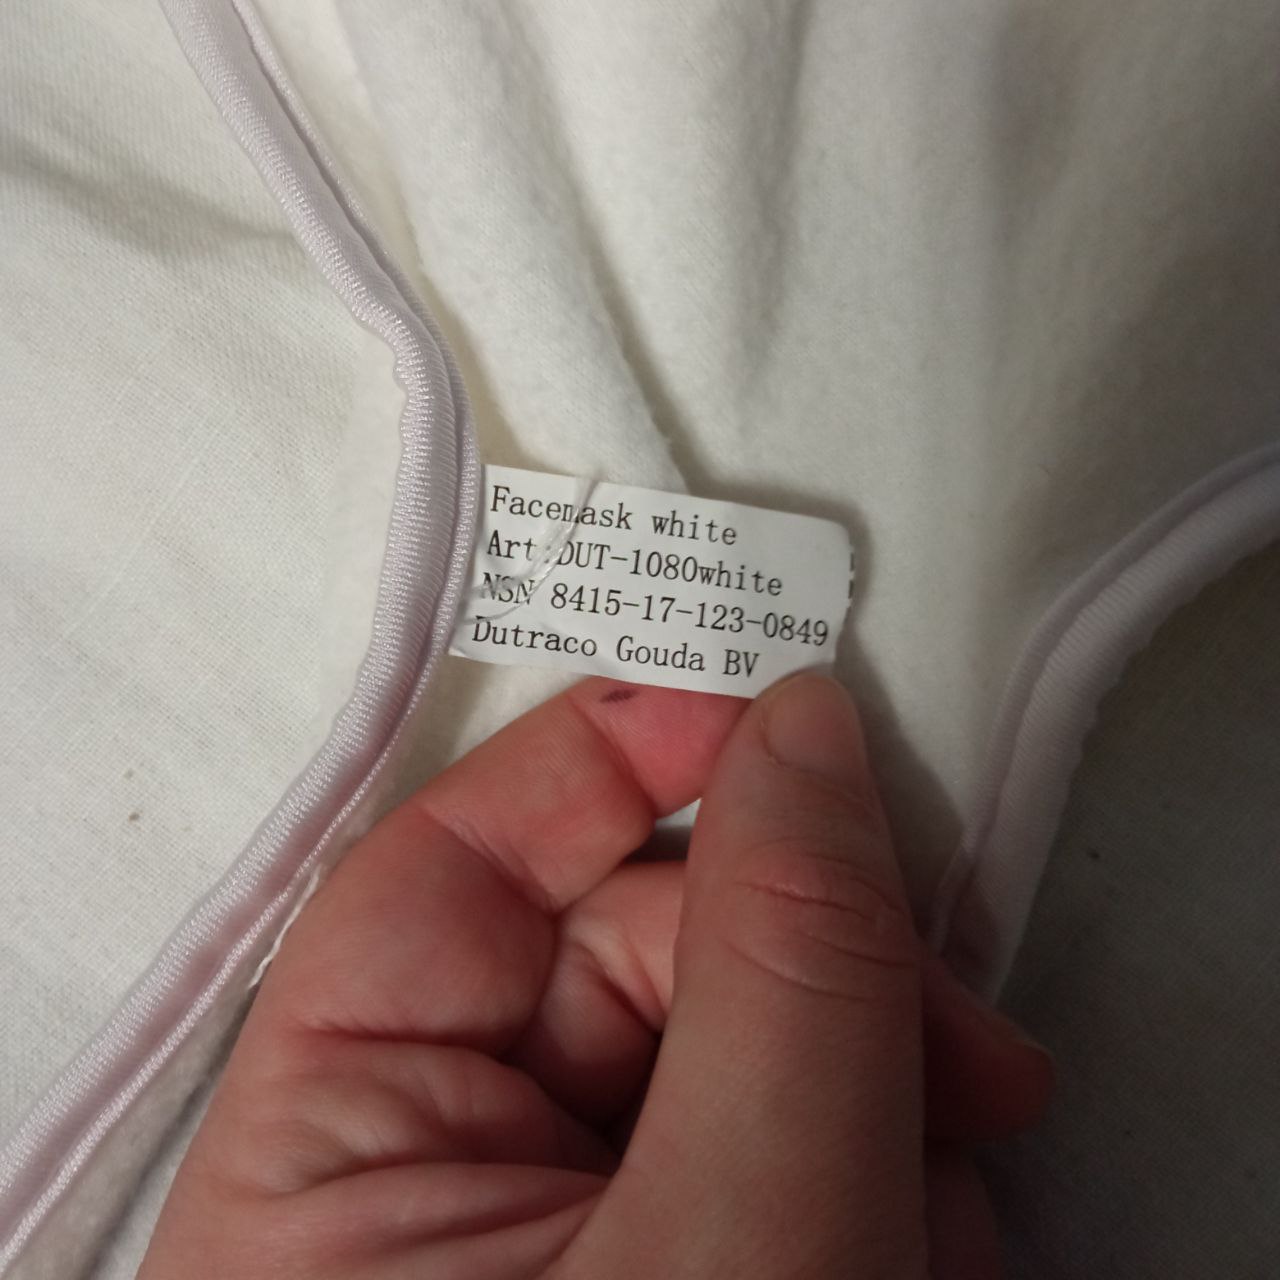 Facemask white
Art:DUT-1080white
NSN 8415-17-123-0849
Dutraco Gouda BV